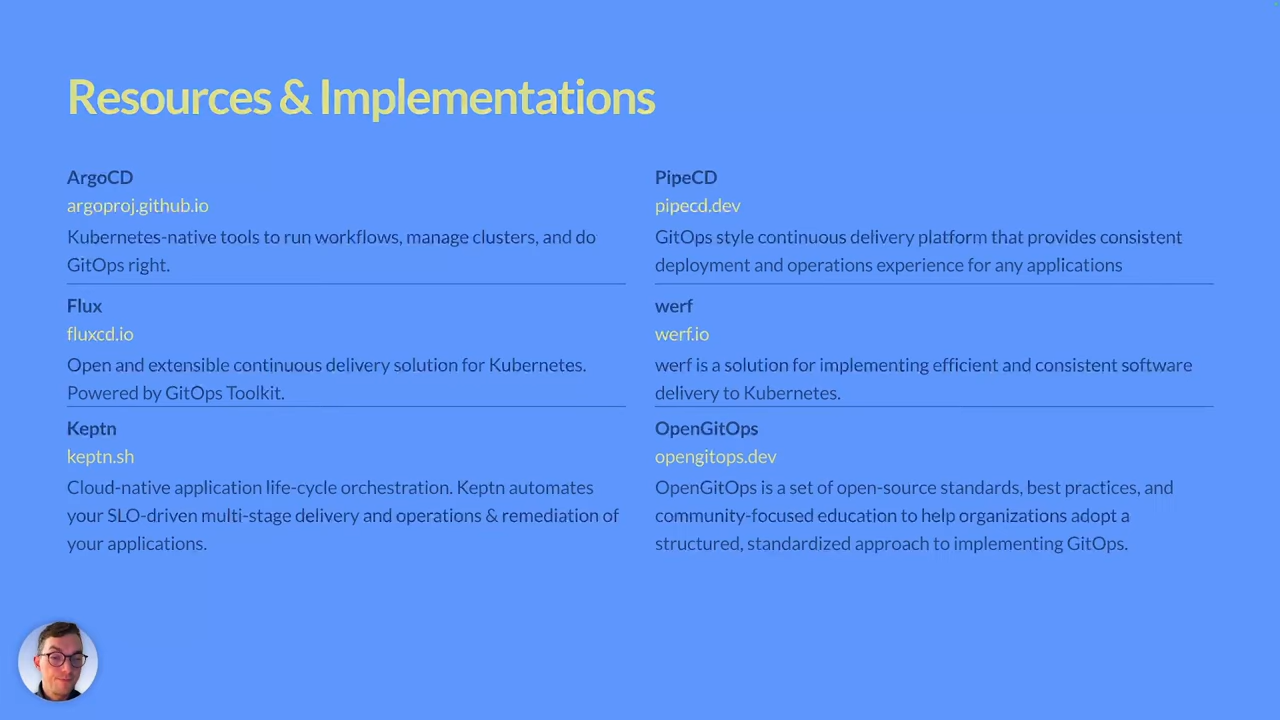 Resources & Implementations
ArgoCD
argoproj.github.io
Kubernetes-native tools to run workflows, manage clusters, and do
GitOps right.
Flux
fluxcd.io
Open and extensible continuous delivery solution for Kubernetes.
Powered by GitOps Toolkit.
Keptn
keptn.sh
Cloud-native application life-cycle orchestration. Keptn automates
your SLO-driven multi-stage delivery and operations & remediation of
your applications.
PipeCD
pipecd.dev
GitOps style continuous delivery platform that provides consistent
deployment and operations experience for any applications
werf
werf.io
werf is a solution for implementing efficient and consistent software
delivery to Kubernetes.
OpenGitOps
opengitops.dev
OpenGitOps is a set of open-source standards, best practices, and
community-focused education to help organizations adopt a
structured, standardized approach to implementing GitOps.